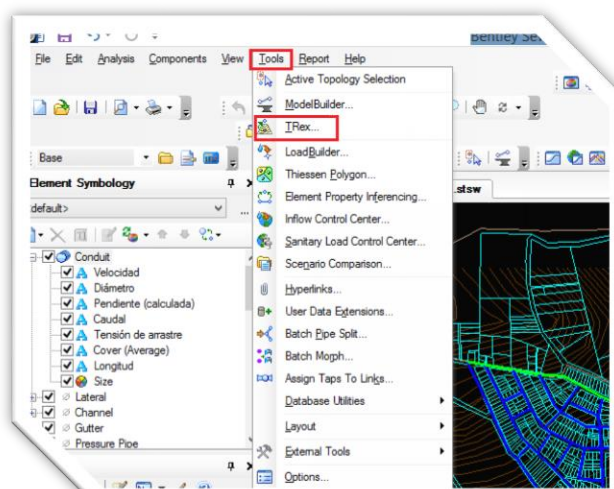 Bentley Se
File Edit Analysis Components View Tools Report Help
Active Topology Selection
ModelBuilder...
TRex...
Base
LoadBuilder...
Thiessen Polygon...
Element Symbology
.stsw
Element Property Inferencing...
default>
Inflow Control Center...
Sanitary Load Control Center...
Scenario Comparison...
Conduit
Velocidad
Hyperlinks...
Diámetro
User Data Extensions...
Pendiente (calculada)
Caudal
Batch Pipe Split...
Tensión de arrastre
Cover (Average)
Batch Morph...
Longitud
Assign Taps To Links...
Size
Database Utilities
Lateral
Channel
Layout
Gutter
Pressure Pipe
External Tools
Options...